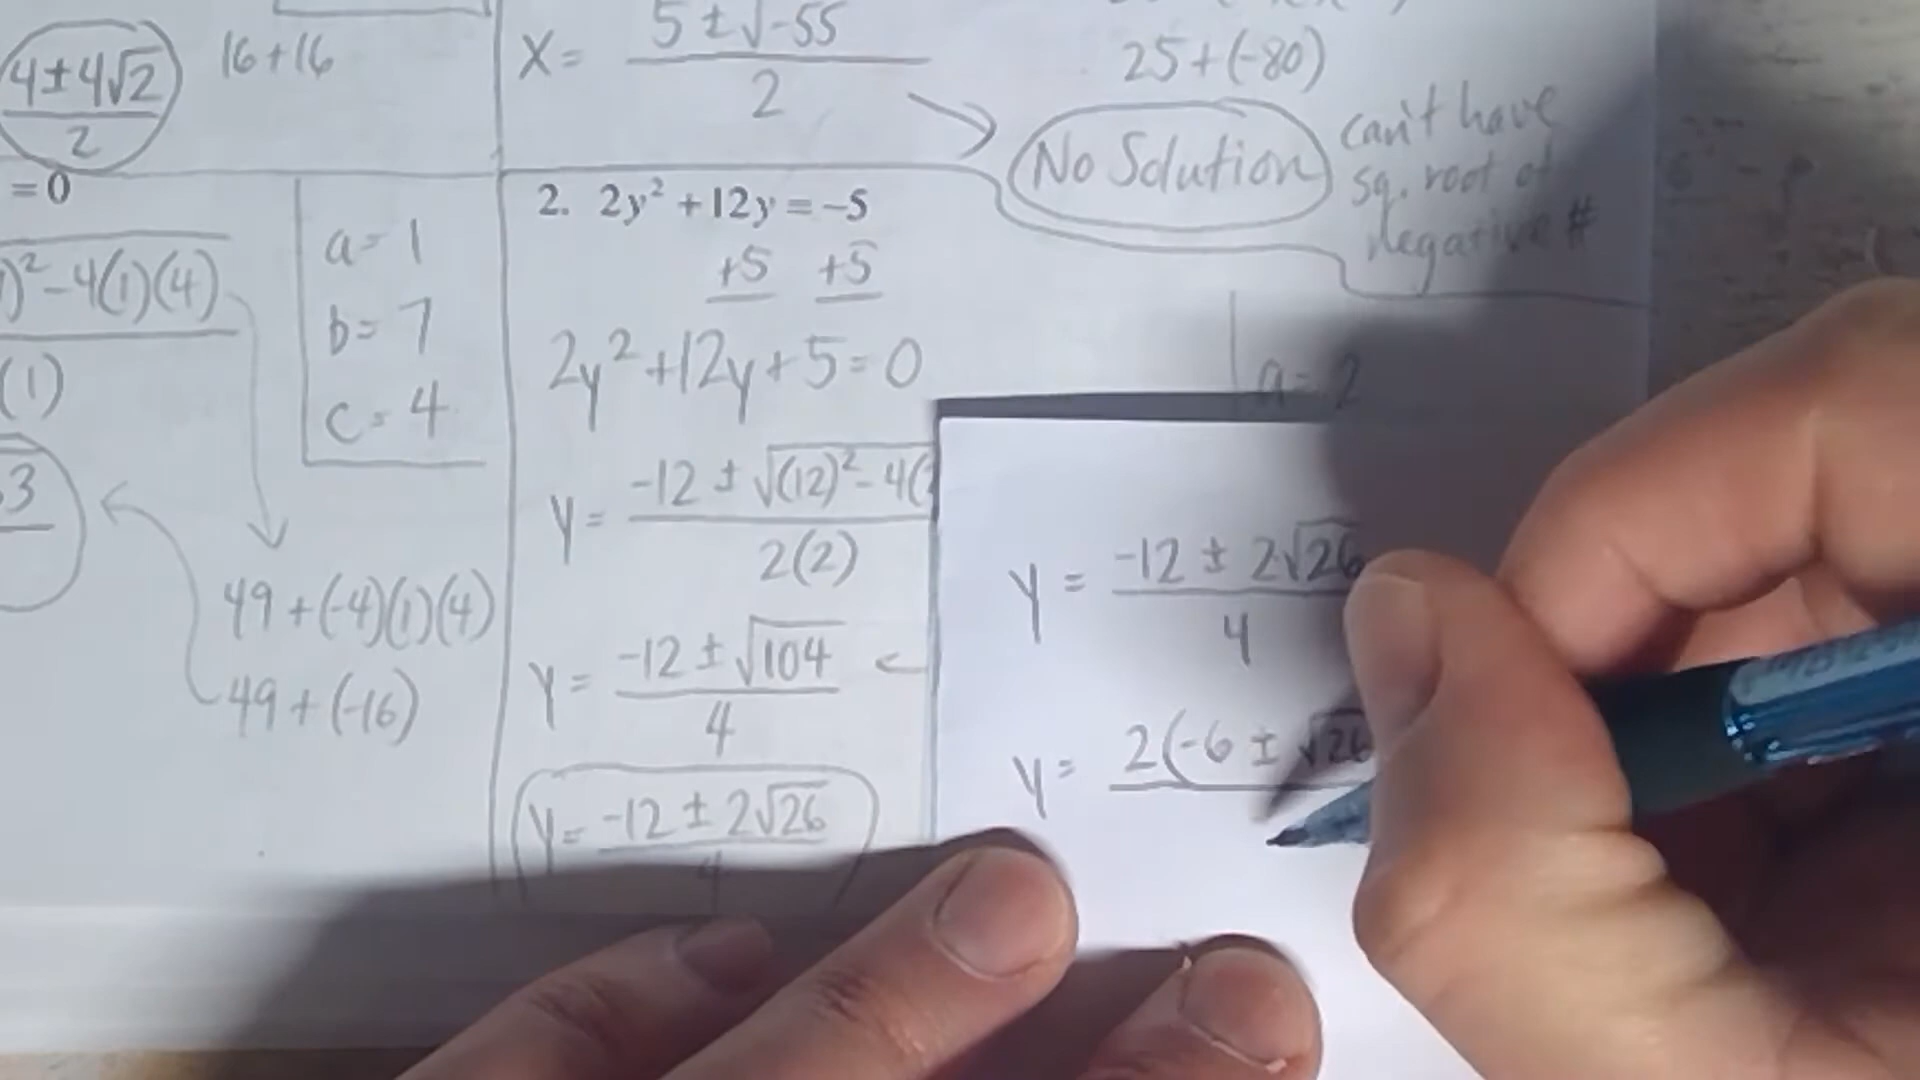 4±4√2
2
16+16
X= 5±√-55
2
25+(-80)
No Solution
can't have
sq. root of
negative #
=0
)²-4(1)(4)
(1)
3
a=1
b=7
c=4
49+(-4)(1)(4)
49+(-16)
2. 2y²+12y=-5
+5 +5
2y²+12y+5=0
a=2
y= -12 ± √(12)²-4(
2(2)
y= -12 ± √104
4
y= -12 ± 2√26
4
y = -12 ± 2√26
4
y= 2(-6 ± √26